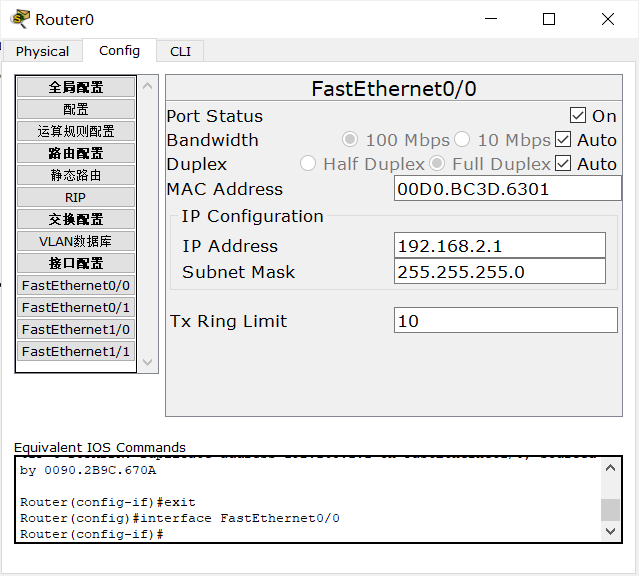 Router0
Physical Config CLI
全局配置
配置
运算规则配置
路由配置
静态路由
RIP
交换配置
VLAN数据库
接口配置
FastEthernet0/0
FastEthernet0/1
FastEthernet1/0
FastEthernet1/1
FastEthernet0/0
Port Status On
Bandwidth 100 Mbps 10 Mbps Auto
Duplex Half Duplex Full Duplex Auto
MAC Address 00D0.BC3D.6301
IP Configuration
IP Address 192.168.2.1
Subnet Mask 255.255.255.0
Tx Ring Limit 10
Equivalent IOS Commands
by 0090.2B9C.670A
Router(config-if)#exit
Router(config)#interface FastEthernet0/0
Router(config-if)#